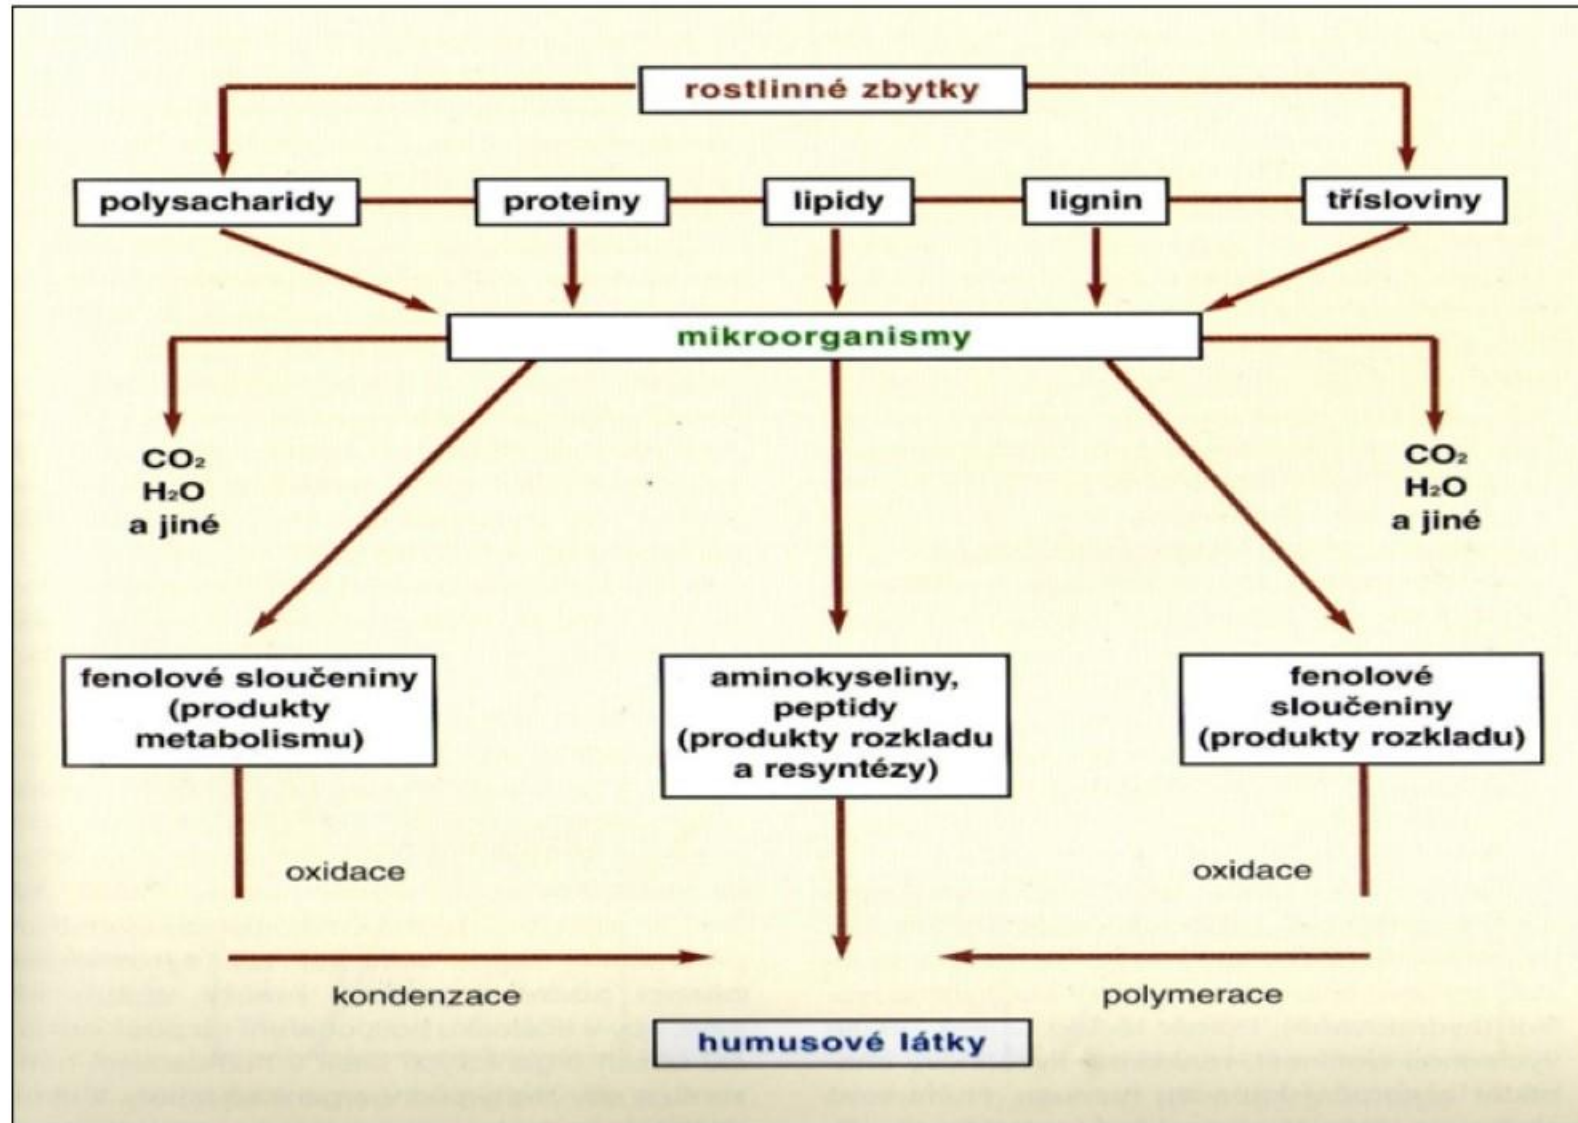 rostlinné zbytky
polysacharidy
proteiny
lipidy
lignin
třísloviny
mikroorganismy
CO₂
H₂O
a jiné
CO₂
H₂O
a jiné
fenolové sloučeniny
(produkty
metabolismu)
aminokyseliny,
peptidy
(produkty rozkladu
a resyntézy)
fenolové
sloučeniny
(produkty rozkladu)
oxidace
oxidace
kondenzace
polymerace
humusové látky